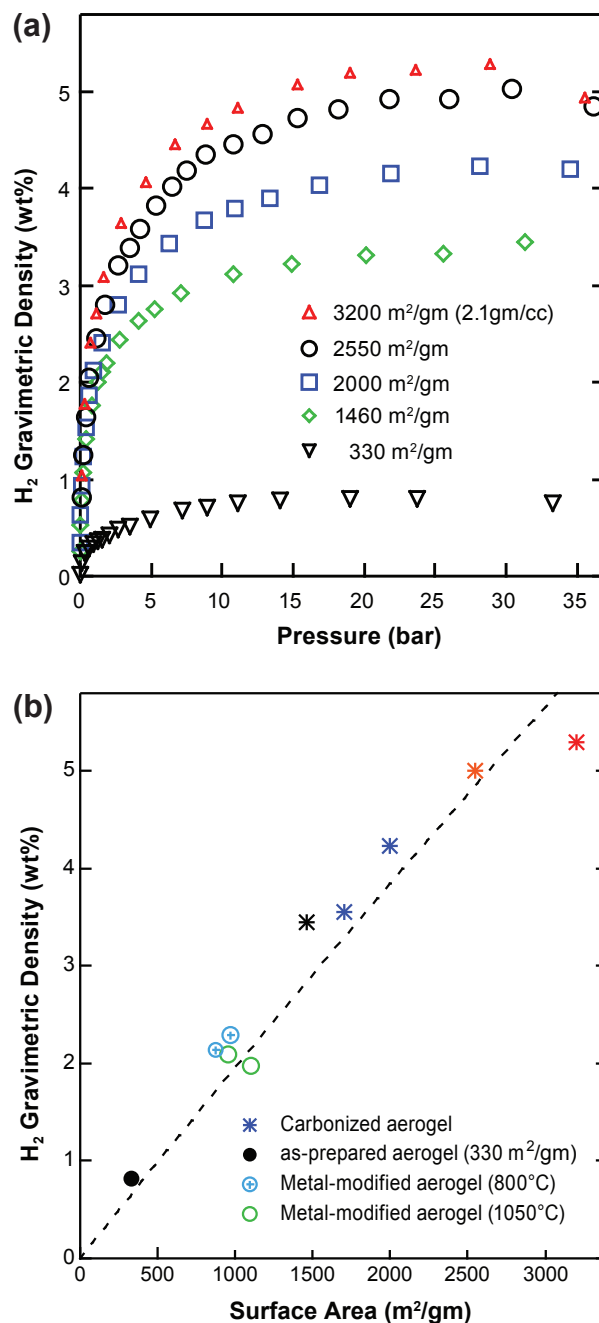 (a)
5
4
3
2
1
0
H₂ Gravimetric Density (wt%)
3200 m²/gm (2.1gm/cc)
2550 m²/gm
2000 m²/gm
1460 m²/gm
330 m²/gm
0 5 10 15 20 25 30 35
Pressure (bar)
(b)
5
4
3
2
1
0
H₂ Gravimetric Density (wt%)
Carbonized aerogel
as-prepared aerogel (330 m²/gm)
Metal-modified aerogel (800°C)
Metal-modified aerogel (1050°C)
0 500 1000 1500 2000 2500 3000
Surface Area (m²/gm)